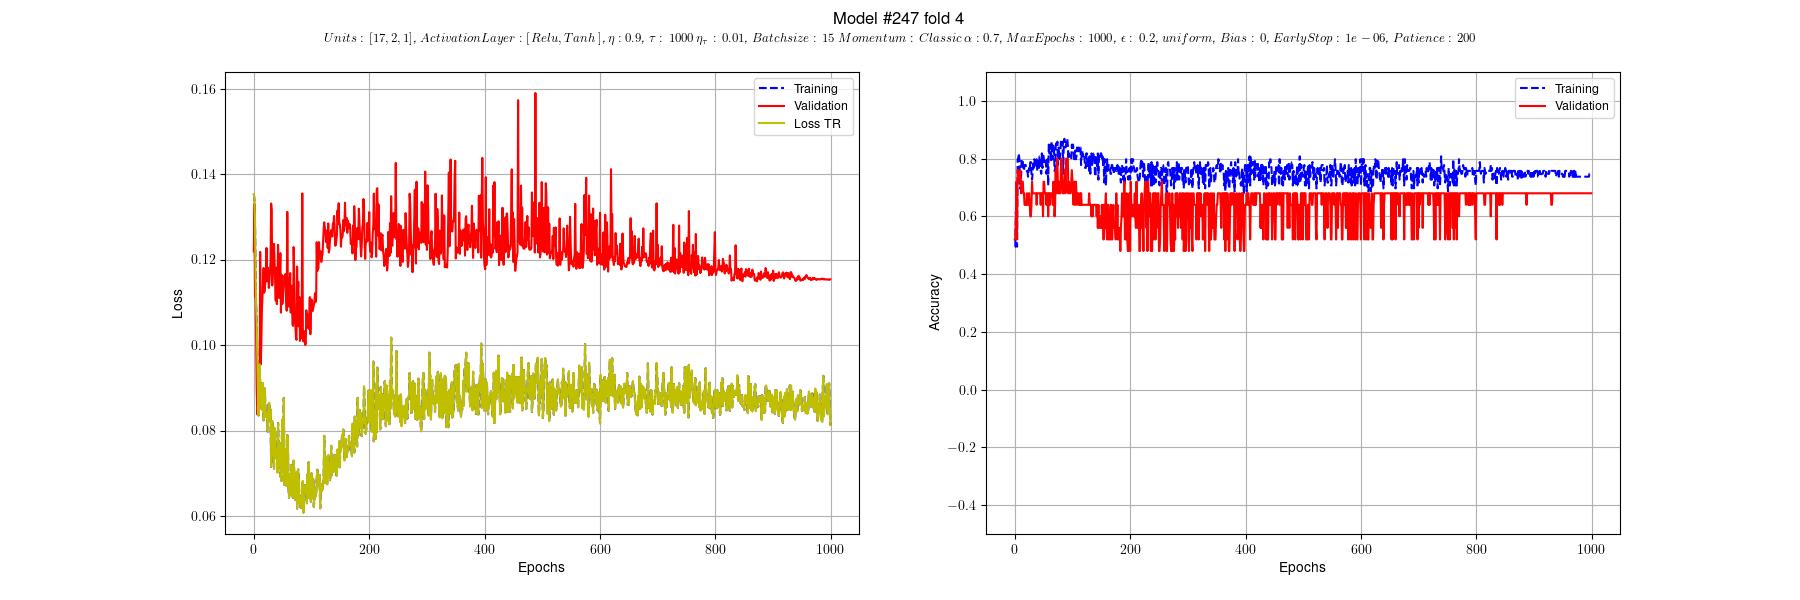 Model #247 fold 4
Units : [17, 2, 1], ActivationLayer : [Relu, Tanh], η : 0.9, τ : 1000 η_τ : 0.01, Batchsize : 15 Momentum : Classic α : 0.7, MaxEpochs : 1000, ϵ : 0.2, uniform, Bias : 0, EarlyStop : 1e − 06, Patience : 200
Training
Validation
Loss TR
0.16
0.14
0.12
0.10
0.08
0.06
Loss
0 200 400 600 800 1000
Epochs
Training
Validation
1.0
0.8
0.6
0.4
0.2
0.0
−0.2
−0.4
Accuracy
0 200 400 600 800 1000
Epochs